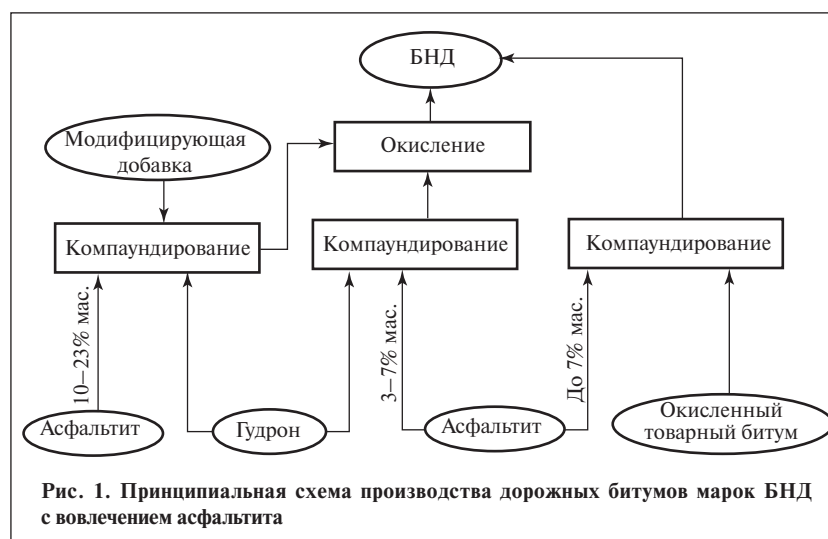 БНД
Модифицирующая
добавка
Окисление
Компаундирование
Компаундирование
Компаундирование
10–23% мас.
3–7% мас.
До 7% мас.
Асфальтит
Гудрон
Асфальтит
Окисленный
товарный битум
Рис. 1. Принципиальная схема производства дорожных битумов марок БНД
с вовлечением асфальтита